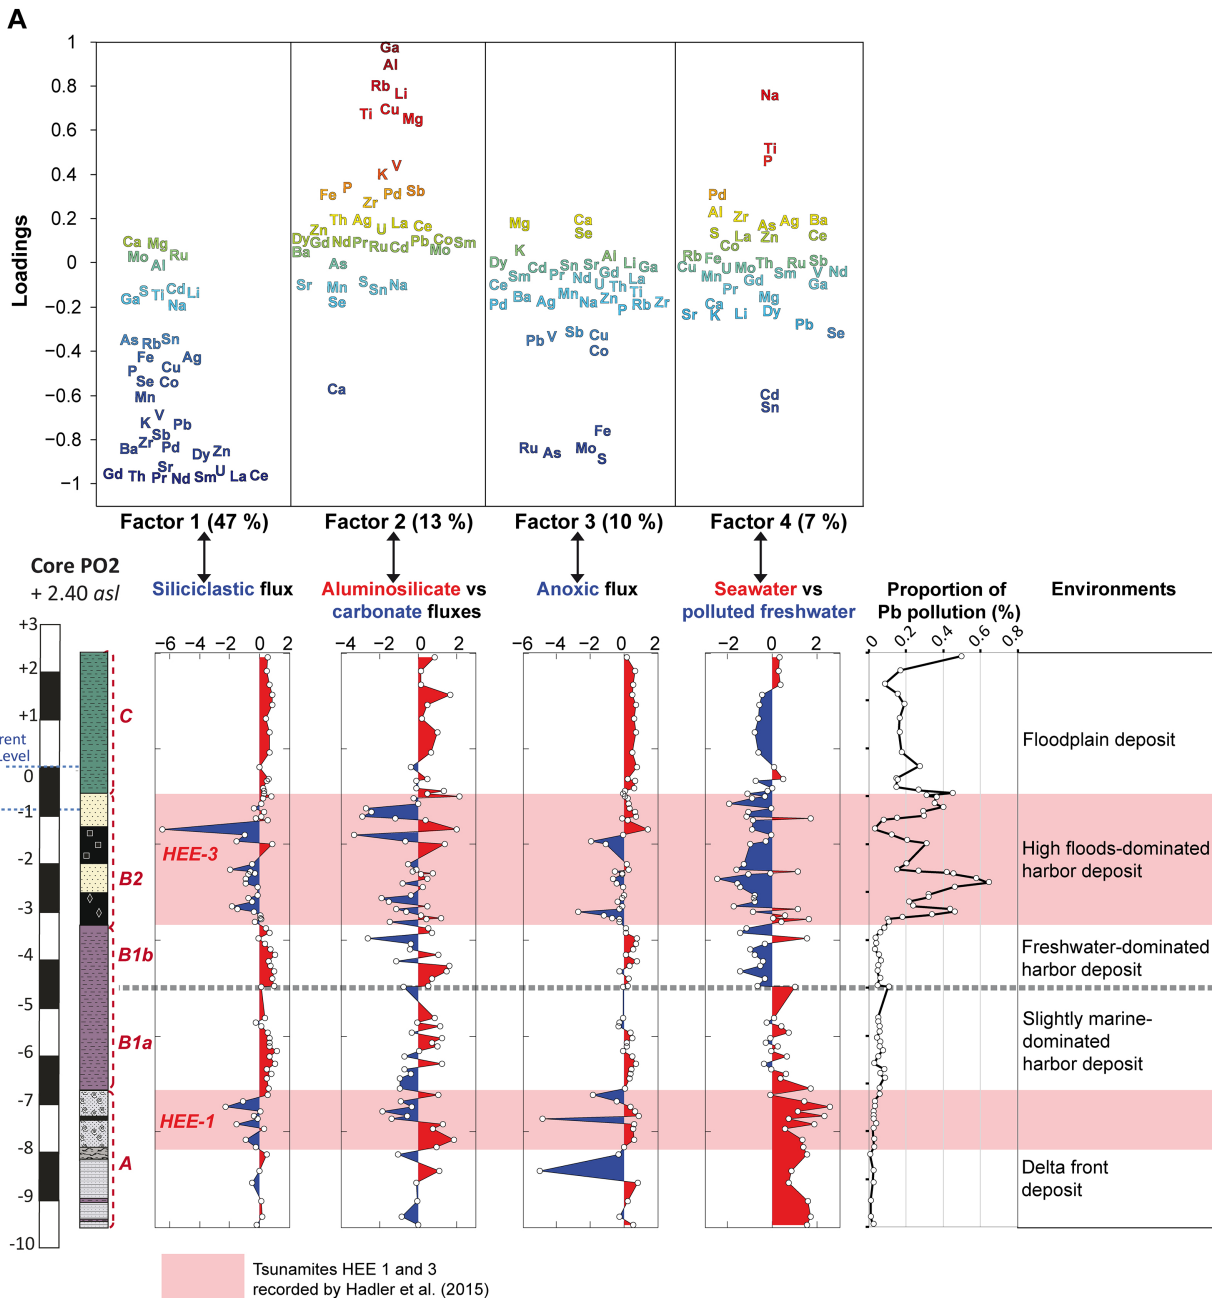 A
Loadings
1
0.8
0.6
0.4
0.2
0
−0.2
−0.4
−0.6
−0.8
−1
Ca Mg
Mo Ru
Al
S Cd Li
Ga Ti
Na
As Rb Sn
Fe Ag
P Cu
Se Co
Mn
V
K Pb
Sb
Ba Zr Pd Dy Zn
Sr
Gd Th Pr Nd Sm U La Ce
Ga
Al
Rb Li
Ti Cu Mg
V
K
Fe P Pd Sb
Zr
Th Ag La Ce
Zn U
Dy Gd Nd Pr Ru Cd Pb Co Sm
Ba Mo
As
Sr Mn S Sn Na
Se
Ca
Mg Ca
Se
K Al
Dy Cd Sn Sr Li Ga
Sm Pr Nd Gd La
Ce U Th Ti
Pd Ba Ag Mn Na Zn P Rb Zr
Pb V Sb Cu
Co
Fe
Ru As Mo S
Na
Ti
P
Pd
Al Zr As Ag Ba
S La Zn Ce
Co
Rb Fe Th Ru Sb
Cu Mn U Mo Sm V Nd
Pr Gd Ga
Ca Mg
Sr K Li Dy
Pb Se
Cd
Sn
Factor 1 (47 %) Factor 2 (13 %) Factor 3 (10 %) Factor 4 (7 %)
Core PO2
+ 2.40 asl
Siliciclastic flux
Aluminosilicate vs
carbonate fluxes
Anoxic flux
Seawater vs
polluted freshwater
Proportion of
Pb pollution (%)
Environments
−6 −4 −2 0 2
−4 −2 0 2
−4 −2 0 2
−2 0 2
0 0.2 0.4 0.6 0.8
+3
+2
+1
rent
Level
0
-1
-2
-3
-4
-5
-6
-7
-8
-9
-10
C
B2
B1b
B1a
A
HEE-3
HEE-1
Floodplain deposit
High floods-dominated
harbor deposit
Freshwater-dominated
harbor deposit
Slightly marine-
dominated
harbor deposit
Delta front
deposit
Tsunamites HEE 1 and 3
recorded by Hadler et al. (2015)